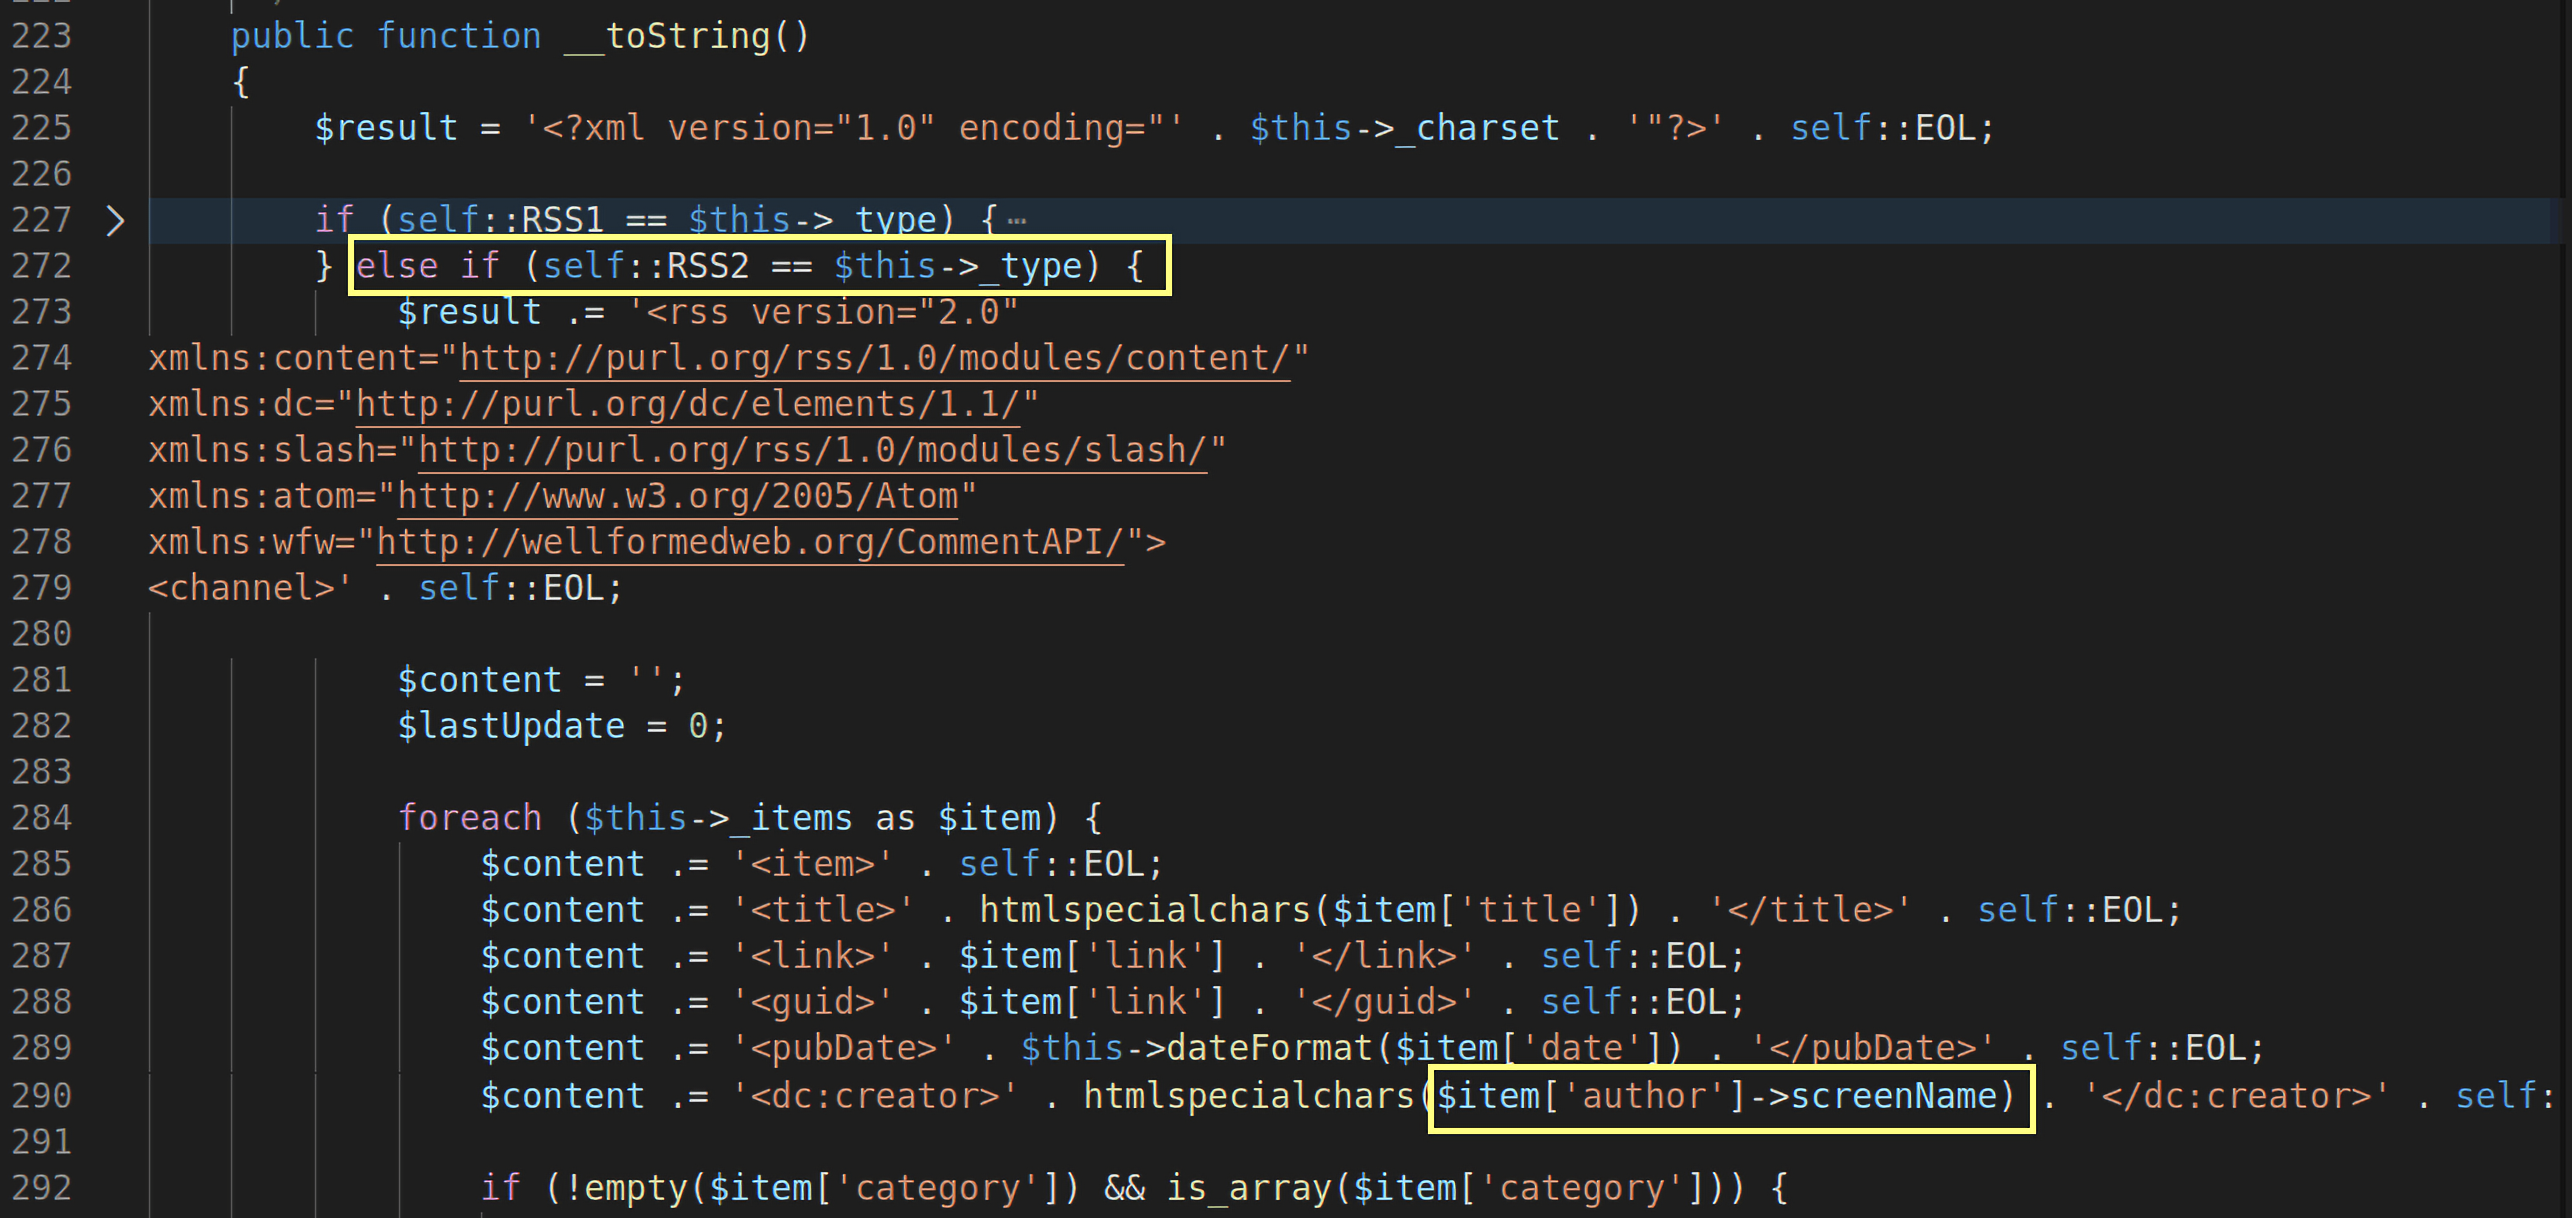 223 public function __toString()
224 {
225 $result = '<?xml version="1.0" encoding="' . $this->_charset . '"?>' . self::EOL;
226
227 > if (self::RSS1 == $this->_type) {⋯
272 } else if (self::RSS2 == $this->_type) {
273 $result .= '<rss version="2.0"
274 xmlns:content="http://purl.org/rss/1.0/modules/content/"
275 xmlns:dc="http://purl.org/dc/elements/1.1/"
276 xmlns:slash="http://purl.org/rss/1.0/modules/slash/"
277 xmlns:atom="http://www.w3.org/2005/Atom"
278 xmlns:wfw="http://wellformedweb.org/CommentAPI/">
279 <channel>' . self::EOL;
280
281 $content = '';
282 $lastUpdate = 0;
283
284 foreach ($this->_items as $item) {
285 $content .= '<item>' . self::EOL;
286 $content .= '<title>' . htmlspecialchars($item['title']) . '</title>' . self::EOL;
287 $content .= '<link>' . $item['link'] . '</link>' . self::EOL;
288 $content .= '<guid>' . $item['link'] . '</guid>' . self::EOL;
289 $content .= '<pubDate>' . $this->dateFormat($item['date']) . '</pubDate>' . self::EOL;
290 $content .= '<dc:creator>' . htmlspecialchars($item['author']->screenName) . '</dc:creator>' . self:
291
292 if (!empty($item['category']) && is_array($item['category'])) {